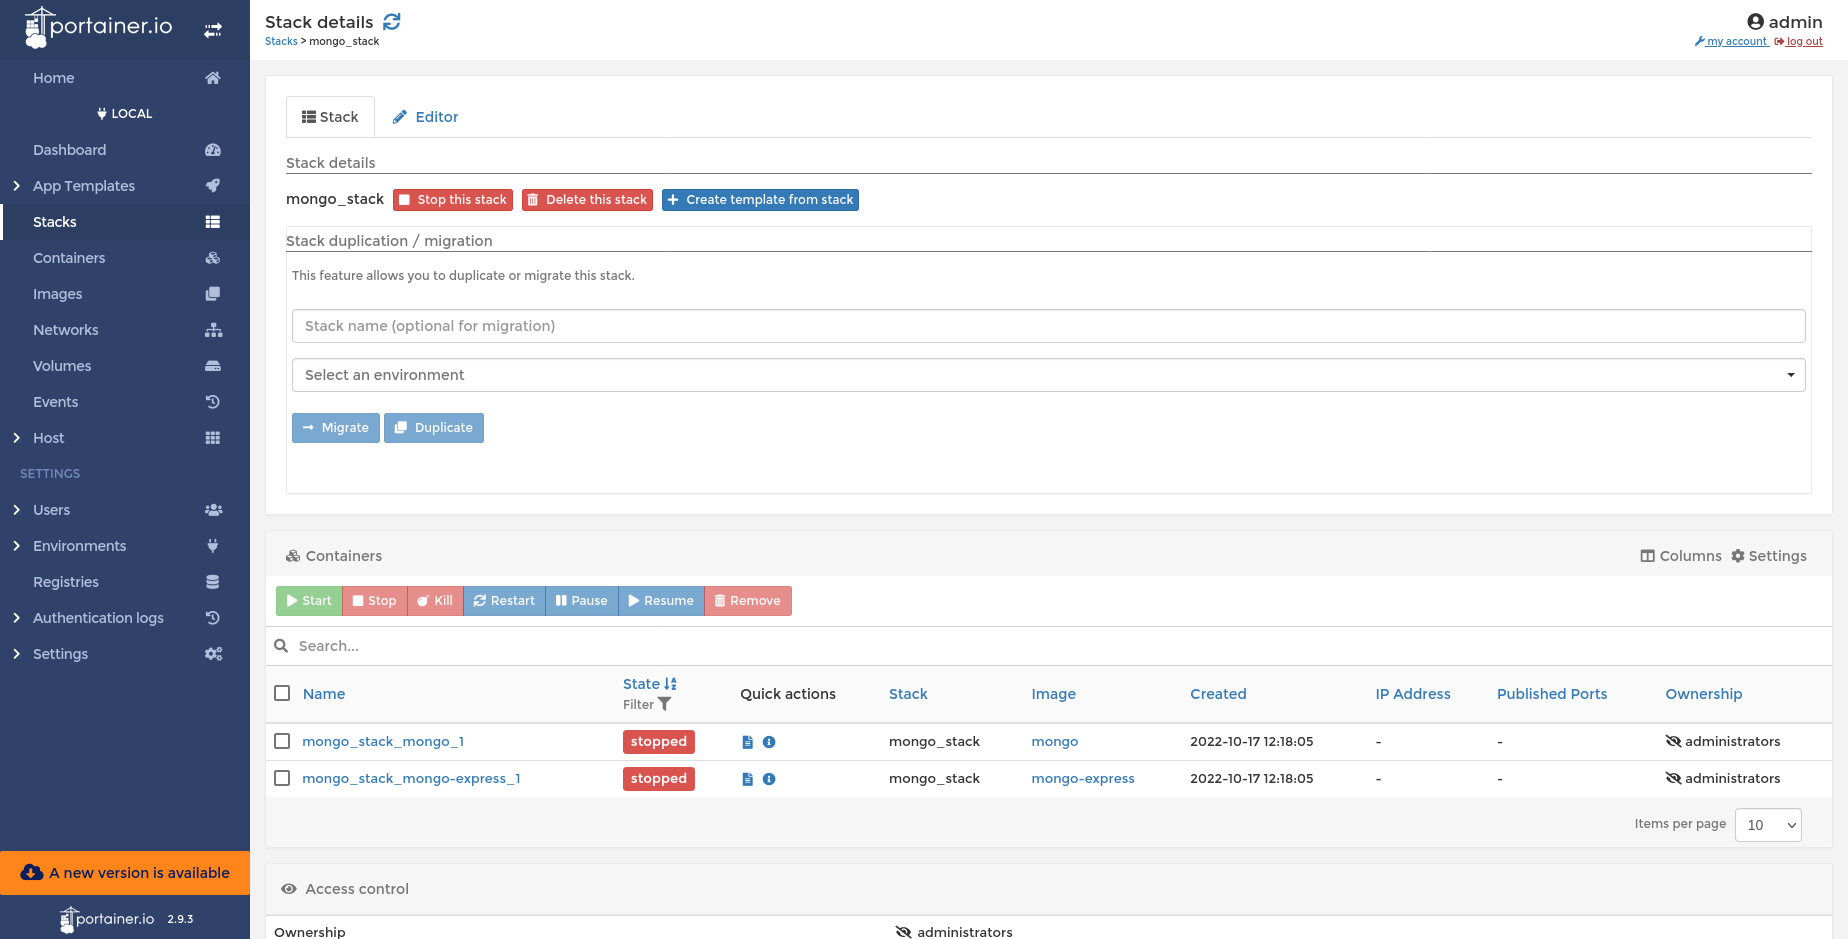 portainer.io
Home
LOCAL
Dashboard
App Templates
Stacks
Containers
Images
Networks
Volumes
Events
Host
SETTINGS
Users
Environments
Registries
Authentication logs
Settings
A new version is available
portainer.io 2.9.3
Stack details
Stacks > mongo_stack
admin
my account log out
Stack Editor
Stack details
mongo_stack Stop this stack Delete this stack Create template from stack
Stack duplication / migration
This feature allows you to duplicate or migrate this stack.
Stack name (optional for migration)
Select an environment
Migrate Duplicate
Containers Columns Settings
Start Stop Kill Restart Pause Resume Remove
Search...
Name State Filter Quick actions Stack Image Created IP Address Published Ports Ownership
mongo_stack_mongo_1 stopped mongo_stack mongo 2022-10-17 12:18:05 - - administrators
mongo_stack_mongo-express_1 stopped mongo_stack mongo-express 2022-10-17 12:18:05 - - administrators
Items per page 10
Access control
Ownership administrators